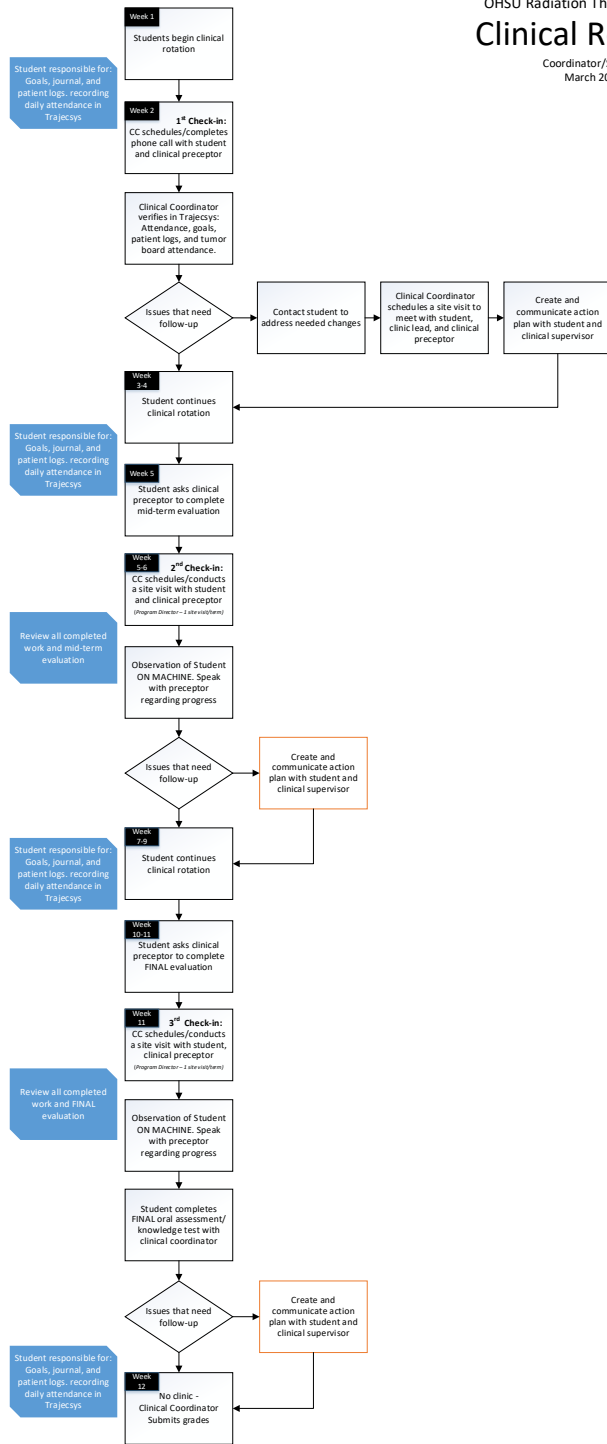 OHSU Radiation Th
Clinical R
Coordinator/
March 20
Week 1
Students begin clinical
rotation
Student responsible for:
Goals, journal, and
patient logs. recording
daily attendance in
Trajecsys
Week 2
1st Check-in:
CC schedules/completes
phone call with student
and clinical preceptor
Clinical Coordinator
verifies in Trajecsys:
Attendance, goals,
patient logs, and tumor
board attendance.
Issues that need
follow-up
Contact student to
address needed changes
Clinical Coordinator
schedules a site visit to
meet with student,
clinic lead, and clinical
preceptor
Create and
communicate action
plan with student and
clinical supervisor
Week
3-4
Student continues
clinical rotation
Student responsible for:
Goals, journal, and
patient logs. recording
daily attendance in
Trajecsys
Week 5
Student asks clinical
preceptor to complete
mid-term evaluation
Week
5-6
2nd Check-in:
CC schedules/conducts
a site visit with student
and clinical preceptor
(Program Director – 1 site visit/term)
Review all completed
work and mid-term
evaluation
Observation of Student
ON MACHINE. Speak
with preceptor
regarding progress
Issues that need
follow-up
Create and
communicate action
plan with student and
clinical supervisor
Week
7-9
Student continues
clinical rotation
Student responsible for:
Goals, journal, and
patient logs. recording
daily attendance in
Trajecsys
Week
10-11
Student asks clinical
preceptor to complete
FINAL evaluation
Week
11
3rd Check-in:
CC schedules/conducts
a site visit with student,
clinical preceptor
(Program Director – 1 site visit/term)
Review all completed
work and FINAL
evaluation
Observation of Student
ON MACHINE. Speak
with preceptor
regarding progress
Student completes
FINAL oral assessment/
knowledge test with
clinical coordinator
Issues that need
follow-up
Create and
communicate action
plan with student and
clinical supervisor
Student responsible for:
Goals, journal, and
patient logs. recording
daily attendance in
Trajecsys
Week
12
No clinic -
Clinical Coordinator
Submits grades